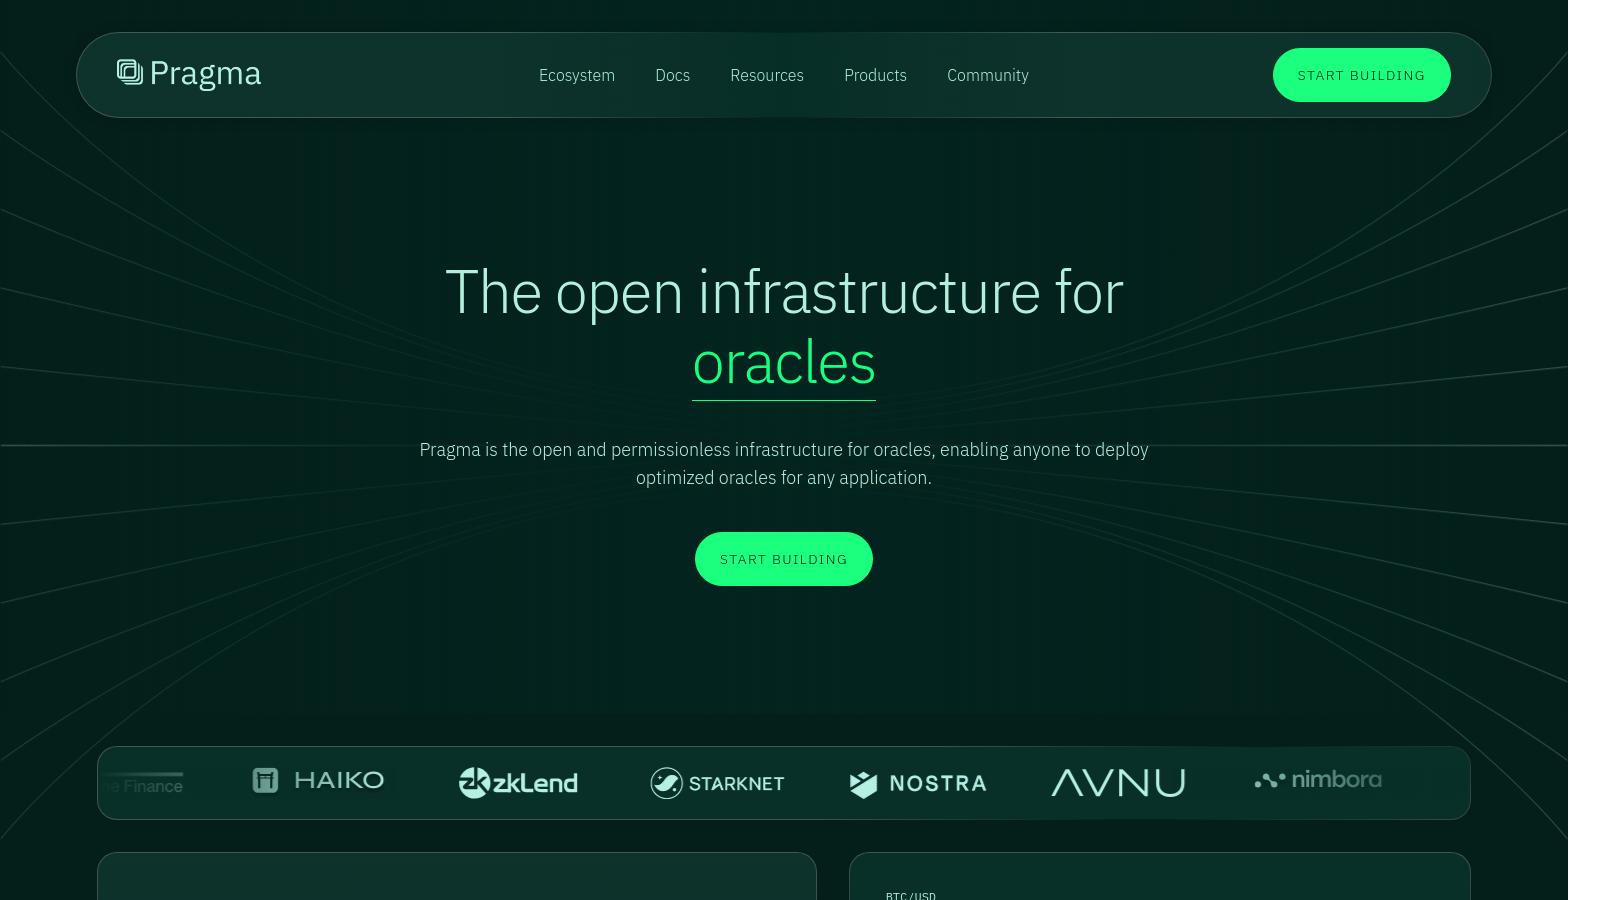 Pragma
Ecosystem
Docs
Resources
Products
Community
START BUILDING
The open infrastructure for
oracles
Pragma is the open and permissionless infrastructure for oracles, enabling anyone to deploy
optimized oracles for any application.
START BUILDING
Finance
HAIKO
zkLend
STARKNET
NOSTRA
AVNU
nimbora
BTC/USD